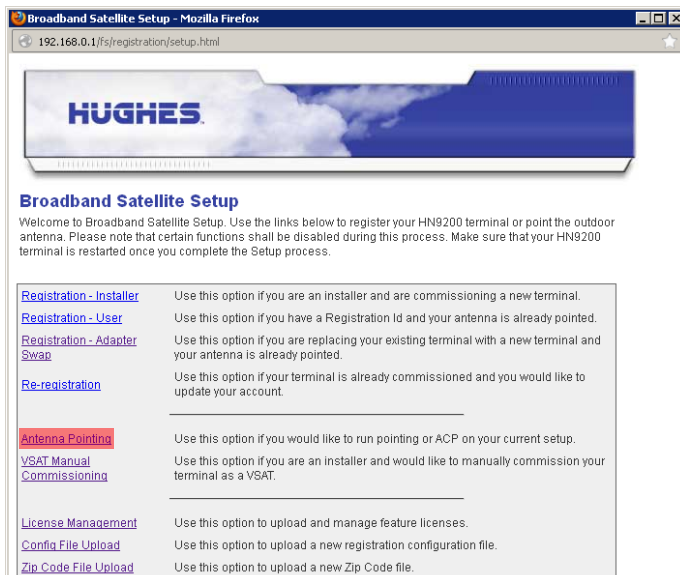 Broadband Satellite Setup - Mozilla Firefox
192.168.0.1/fs/registration/setup.html
HUGHES.
Broadband Satellite Setup
Welcome to Broadband Satellite Setup. Use the links below to register your HN9200 terminal or point the outdoor
antenna. Please note that certain functions shall be disabled during this process. Make sure that your HN9200
terminal is restarted once you complete the Setup process.
Registration - Installer Use this option if you are an installer and are commissioning a new terminal.
Registration - User Use this option if you have a Registration Id and your antenna is already pointed.
Registration - Adapter Use this option if you are replacing your existing terminal with a new terminal and
Swap your antenna is already pointed.
Re-registration Use this option if your terminal is already commissioned and you would like to
update your account.
Antenna Pointing Use this option if you would like to run pointing or ACP on your current setup.
VSAT Manual Use this option if you are an installer and would like to manually commission your
Commissioning terminal as a VSAT.
License Management Use this option to upload and manage feature licenses.
Config File Upload Use this option to upload a new registration configuration file.
Zip Code File Upload Use this option to upload a new Zip Code file.